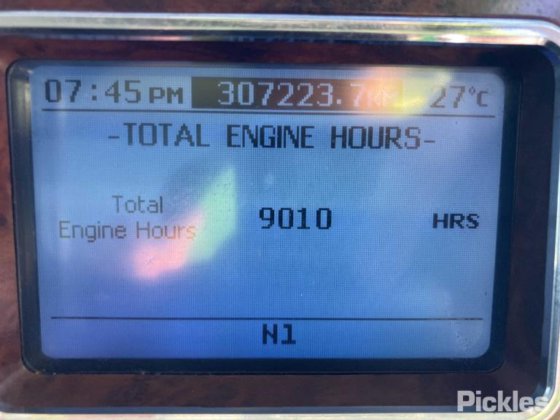 07:45 PM 307223.7 27°C
-TOTAL ENGINE HOURS-
Total
Engine Hours 9010 HRS
N1
Pickles